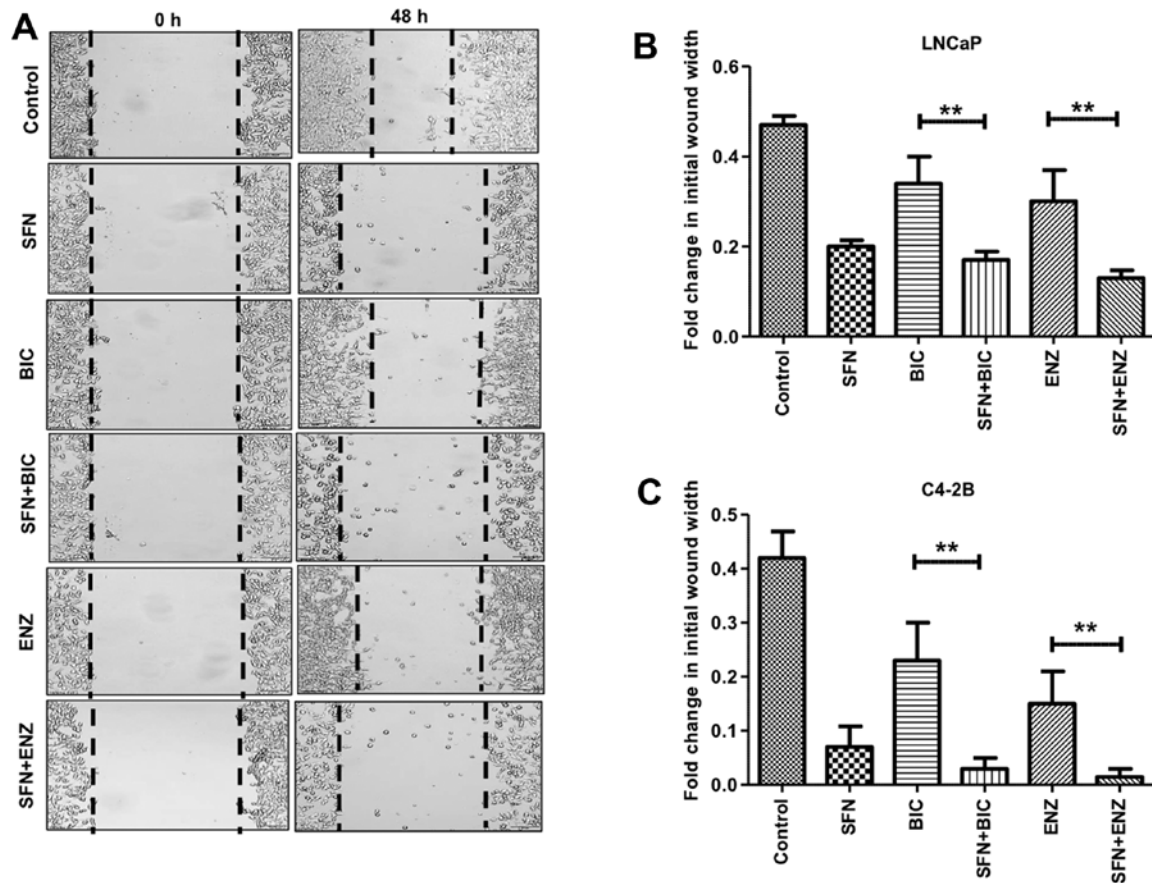 A
0 h
48 h
Control
SFN
BIC
SFN+BIC
ENZ
SFN+ENZ
B
LNCaP
Fold change in initial wound width
0.6
0.4
0.2
0.0
**
**
Control
SFN
BIC
SFN+BIC
ENZ
SFN+ENZ
C
C4-2B
Fold change in initial wound width
0.5
0.4
0.3
0.2
0.1
0.0
**
**
Control
SFN
BIC
SFN+BIC
ENZ
SFN+ENZ